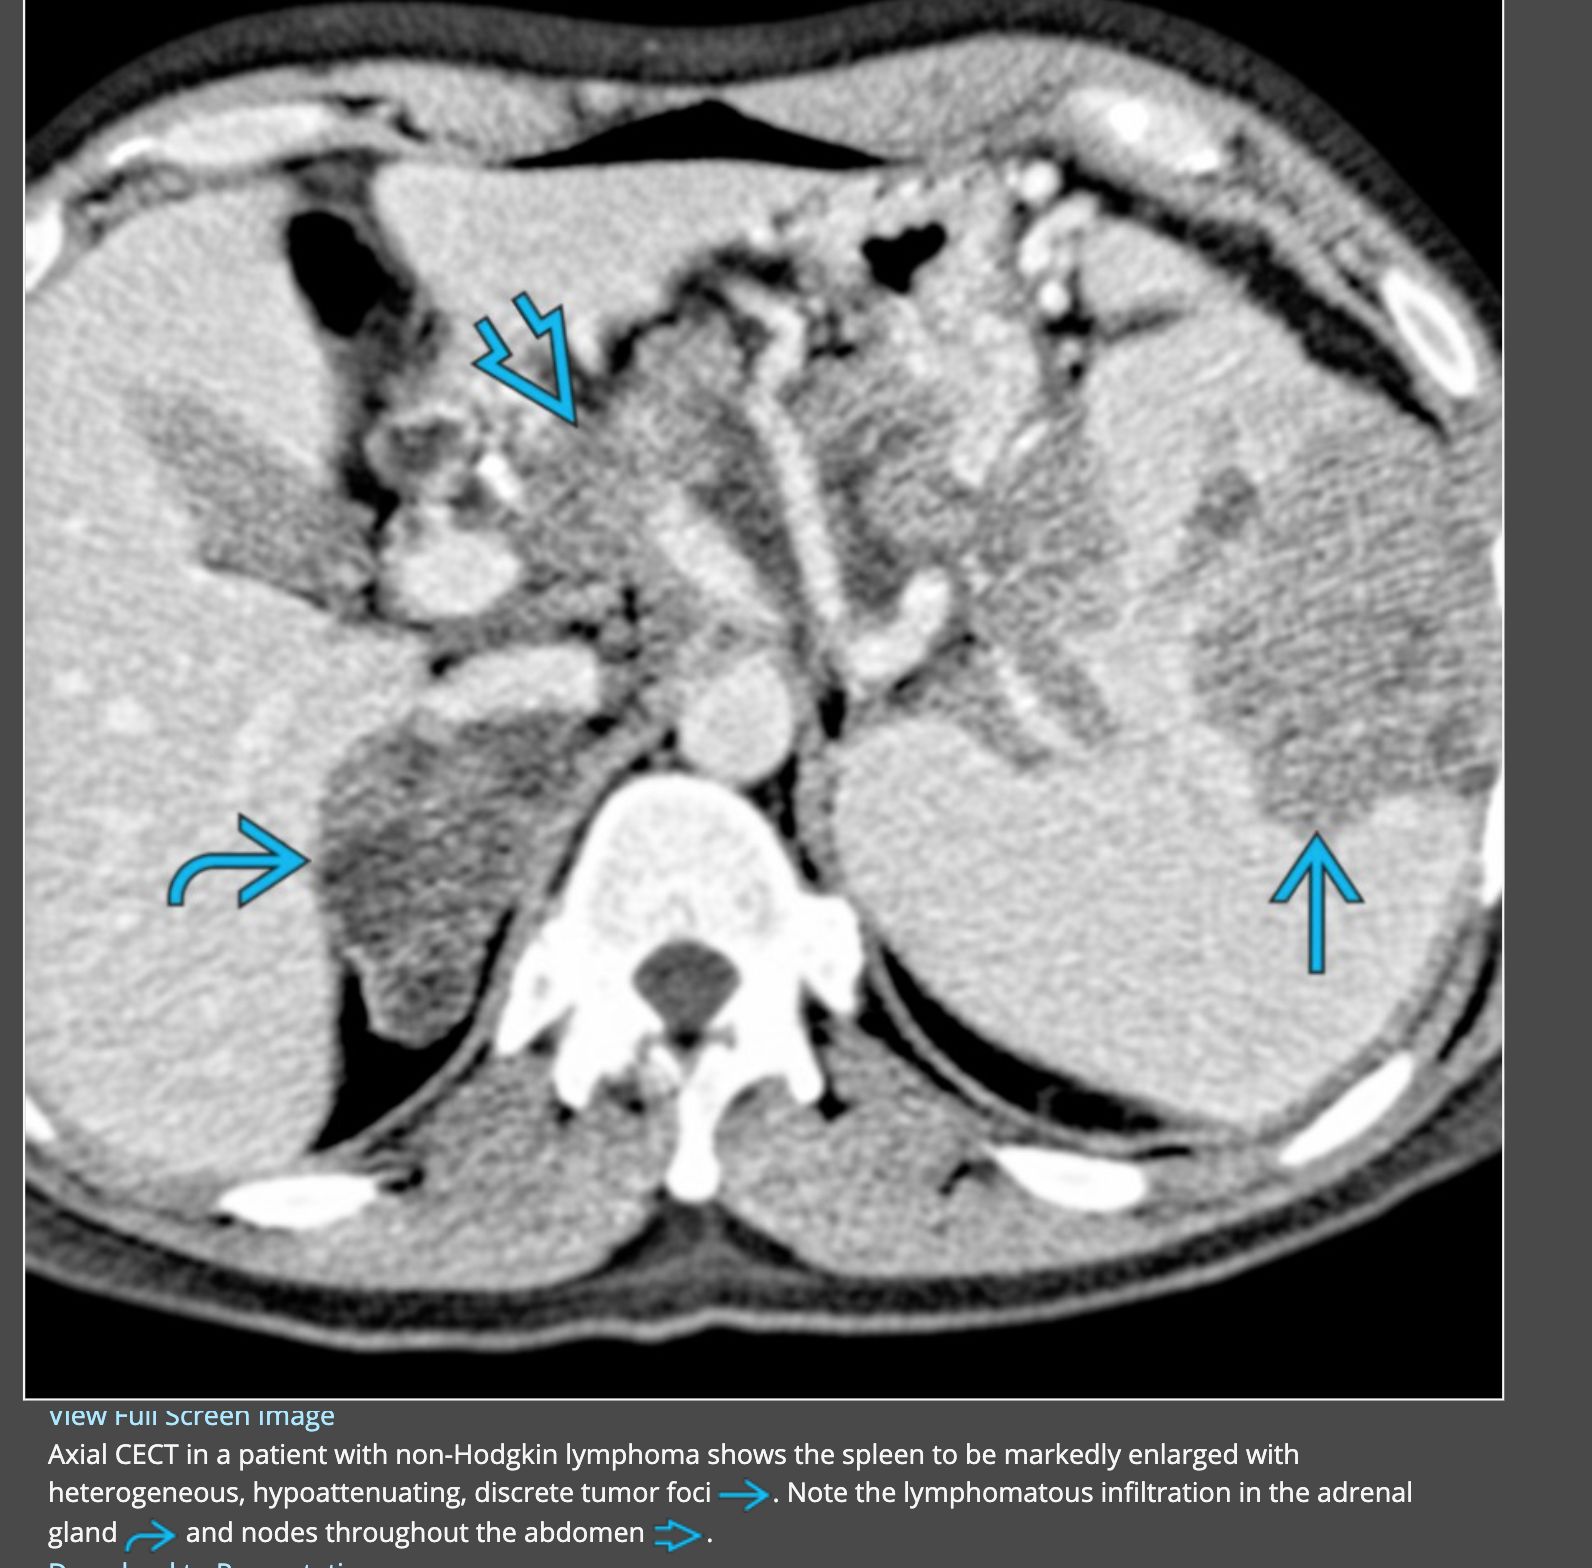 View Full Screen Image
Axial CECT in a patient with non-Hodgkin lymphoma shows the spleen to be markedly enlarged with
heterogeneous, hypoattenuating, discrete tumor foci . Note the lymphomatous infiltration in the adrenal
gland and nodes throughout the abdomen .